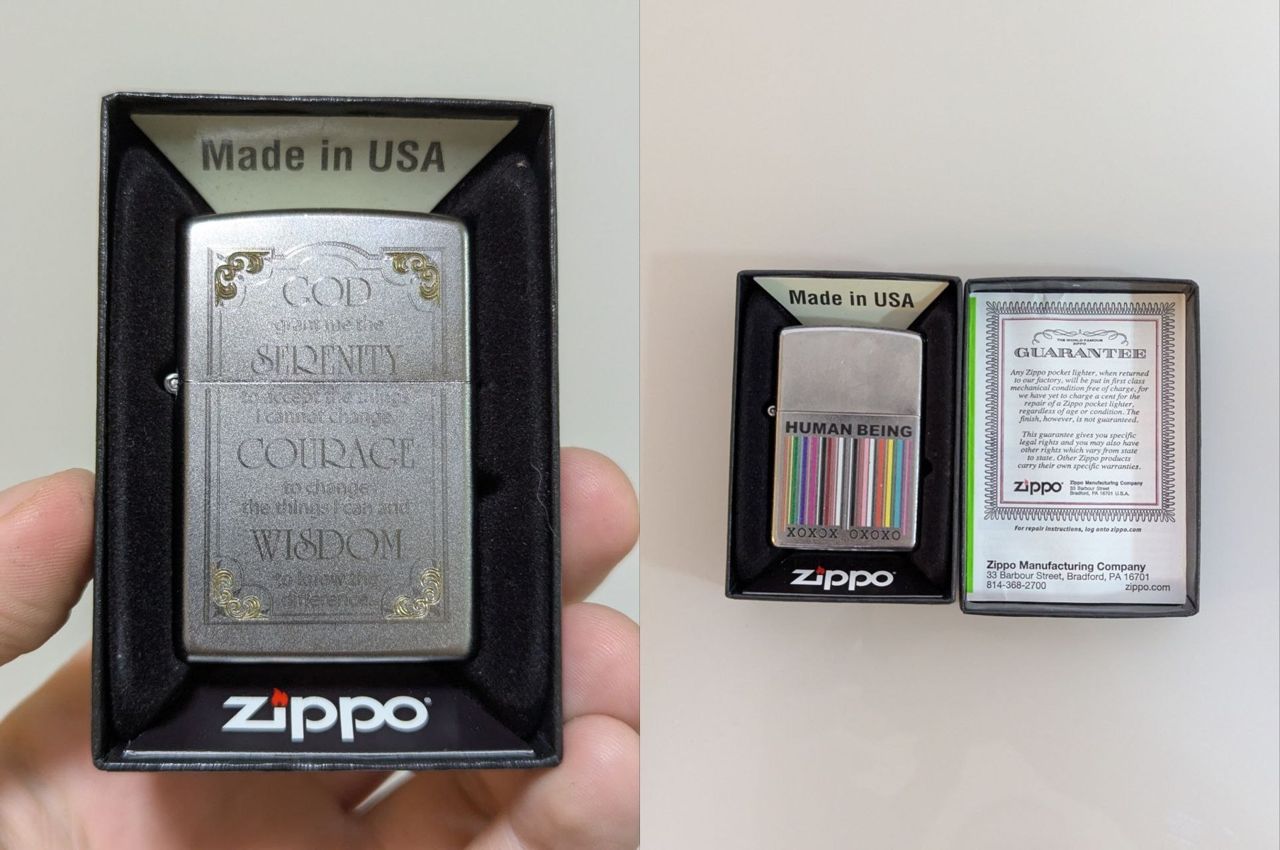 Made in USA
GOD
grant me the
SERENITY
to accept the things
I cannot change
COURAGE
to change
the things I can and
WISDOM
to know the
difference.
zippo
Made in USA
HUMAN BEING
XOXOX OXOXO
zippo
THE WORLD FAMOUS
ZIPPO
GUARANTEE
Any Zippo pocket lighter, when returned
to our factory, will be put in first class
mechanical condition free of charge, for
we have yet to charge a cent for the
repair of a Zippo pocket lighter,
regardless of age or condition. The
finish, however, is not guaranteed.
This guarantee gives you specific
legal rights and you may also have
other rights which vary from state
to state. Other Zippo products
carry their own specific warranties.
zippo
Zippo Manufacturing Company
33 Barbour Street
Bradford, PA 16701 U.S.A.
For repair instructions, log onto zippo.com
Zippo Manufacturing Company
33 Barbour Street, Bradford, PA 16701
814-368-2700 zippo.com